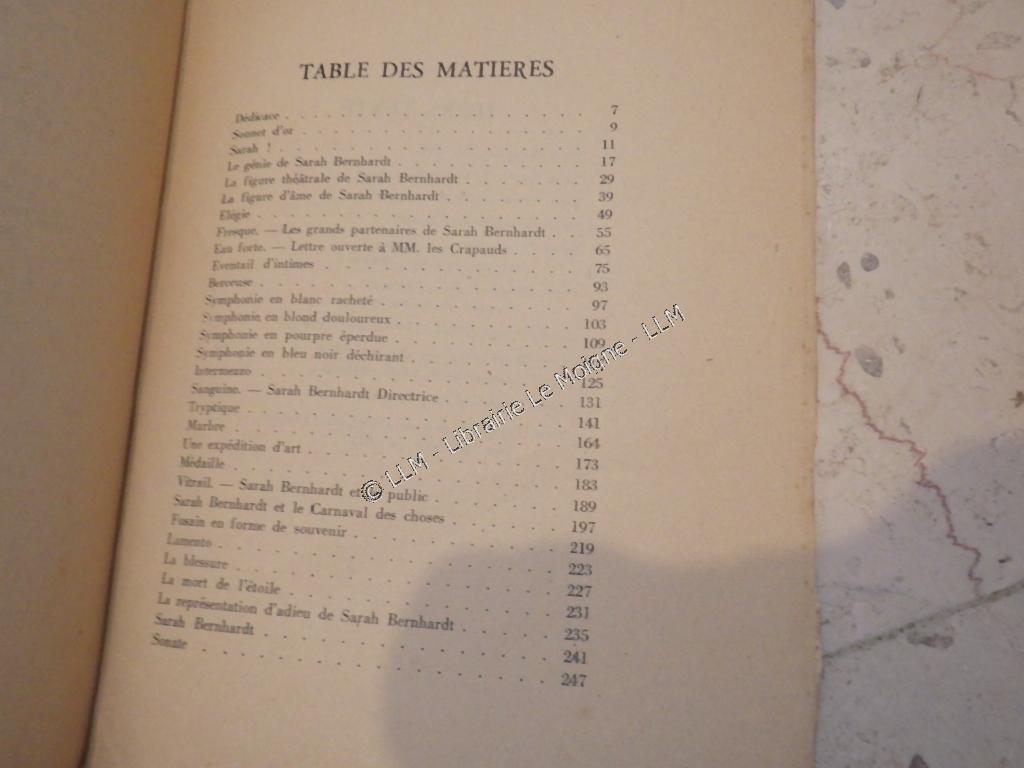 TABLE DES MATIERES
Dédicace . . . . . . . . . . . . . . . . 7
Sonnet d'or . . . . . . . . . . . . . . . 9
Sarah ! . . . . . . . . . . . . . . . . 11
Le génie de Sarah Bernhardt . . . . . . . . . . 17
La figure théâtrale de Sarah Bernhardt . . . . . . 29
La figure d'âme de Sarah Bernhardt . . . . . . . 39
Elégie . . . . . . . . . . . . . . . . 49
Fresque. — Les grands partenaires de Sarah Bernhardt . . 55
Eau forte. — Lettre ouverte à MM. les Crapauds . . . . 65
Eventail d'intimes . . . . . . . . . . . . . 75
Berceuse . . . . . . . . . . . . . . . . 93
Symphonie en blanc racheté . . . . . . . . . . 97
Symphonie en blond douloureux . . . . . . . . . 103
Symphonie en pourpre éperdue . . . . . . . . . 109
Symphonie en bleu noir déchirant . . . . . . . .
Intermezzo . . . . . . . . . . . . . . . 125
Sanguine. — Sarah Bernhardt Directrice . . . . . . 131
Tryptique . . . . . . . . . . . . . . . 141
Marbre . . . . . . . . . . . . . . . . 164
Une expédition d'art . . . . . . . . . . . . 173
Médaille . . . . . . . . . . . . . . . . 183
Vitrail. — Sarah Bernhardt et public . . . . . . 189
Sarah Bernhardt et le Carnaval des choses . . . . . 197
Fusain en forme de souvenir . . . . . . . . . . 219
Lamento . . . . . . . . . . . . . . . . 223
La blessure . . . . . . . . . . . . . . . 227
La mort de l'étoile . . . . . . . . . . . . . 231
La représentation d'adieu de Sarah Bernhardt . . . . . 235
Sarah Bernhardt . . . . . . . . . . . . . . 241
Sonate . . . . . . . . . . . . . . . . 247
© LLM - Librairie Le Moigne - LLM